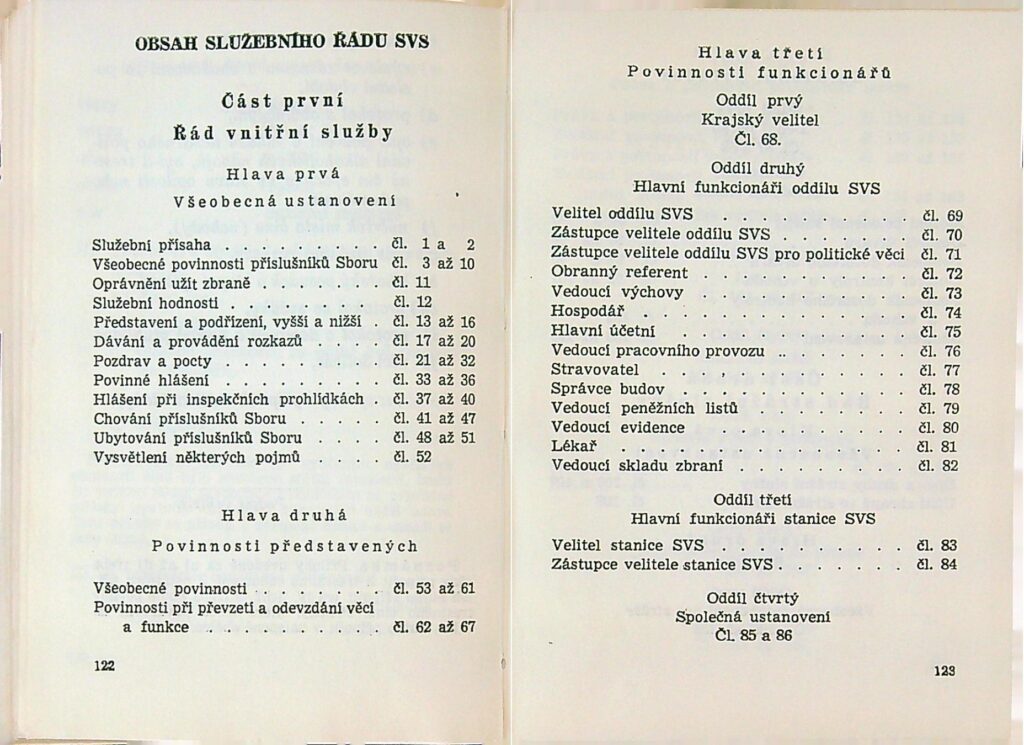 OBSAH SLUŽEBNÍHO ŘÁDU SVS
Část první
Řád vnitřní služby
Hlava prvá
Všeobecná ustanovení
Služební přísaha . . . . . . . . . čl. 1 a 2
Všeobecné povinnosti příslušníků Sboru čl. 3 až 10
Oprávnění užít zbraně . . . . . . . čl. 11
Služební hodnosti . . . . . . . . čl. 12
Představení a podřízení, vyšší a nižší . čl. 13 až 16
Dávání a provádění rozkazů . . . . čl. 17 až 20
Pozdrav a pocty . . . . . . . . . čl. 21 až 32
Povinné hlášení . . . . . . . . . čl. 33 až 36
Hlášení při inspekčních prohlídkách . čl. 37 až 40
Chování příslušníků Sboru . . . . . čl. 41 až 47
Ubytování příslušníků Sboru . . . . čl. 48 až 51
Vysvětlení některých pojmů . . . . čl. 52
Hlava druhá
Povinnosti představených
Všeobecné povinnosti . . . . . . . čl. 53 až 61
Povinnosti při převzetí a odevzdání věcí
a funkce . . . . . . . . . čl. 62 až 67
122
Hlava třetí
Povinnosti funkcionářů
Oddíl prvý
Krajský velitel
Čl. 68.
Oddíl druhý
Hlavní funkcionáři oddílu SVS
Velitel oddílu SVS . . . . . . . . . . čl. 69
Zástupce velitele oddílu SVS . . . . . . čl. 70
Zástupce velitele oddílu SVS pro politické věci čl. 71
Obranný referent . . . . . . . . . . čl. 72
Vedoucí výchovy . . . . . . . . . . čl. 73
Hospodář . . . . . . . . . . . . čl. 74
Hlavní účetní . . . . . . . . . . . čl. 75
Vedoucí pracovního provozu . . . . . . čl. 76
Stravovatel . . . . . . . . . . . čl. 77
Správce budov . . . . . . . . . . . čl. 78
Vedoucí peněžních listů . . . . . . . . čl. 79
Vedoucí evidence . . . . . . . . . . čl. 80
Lékař . . . . . . . . . . . . . čl. 81
Vedoucí skladu zbraní . . . . . . . . čl. 82
Oddíl třetí
Hlavní funkcionáři stanice SVS
Velitel stanice SVS . . . . . . . . . čl. 83
Zástupce velitele stanice SVS . . . . . . čl. 84
Oddíl čtvrtý
Společná ustanovení
Čl. 85 a 86
123